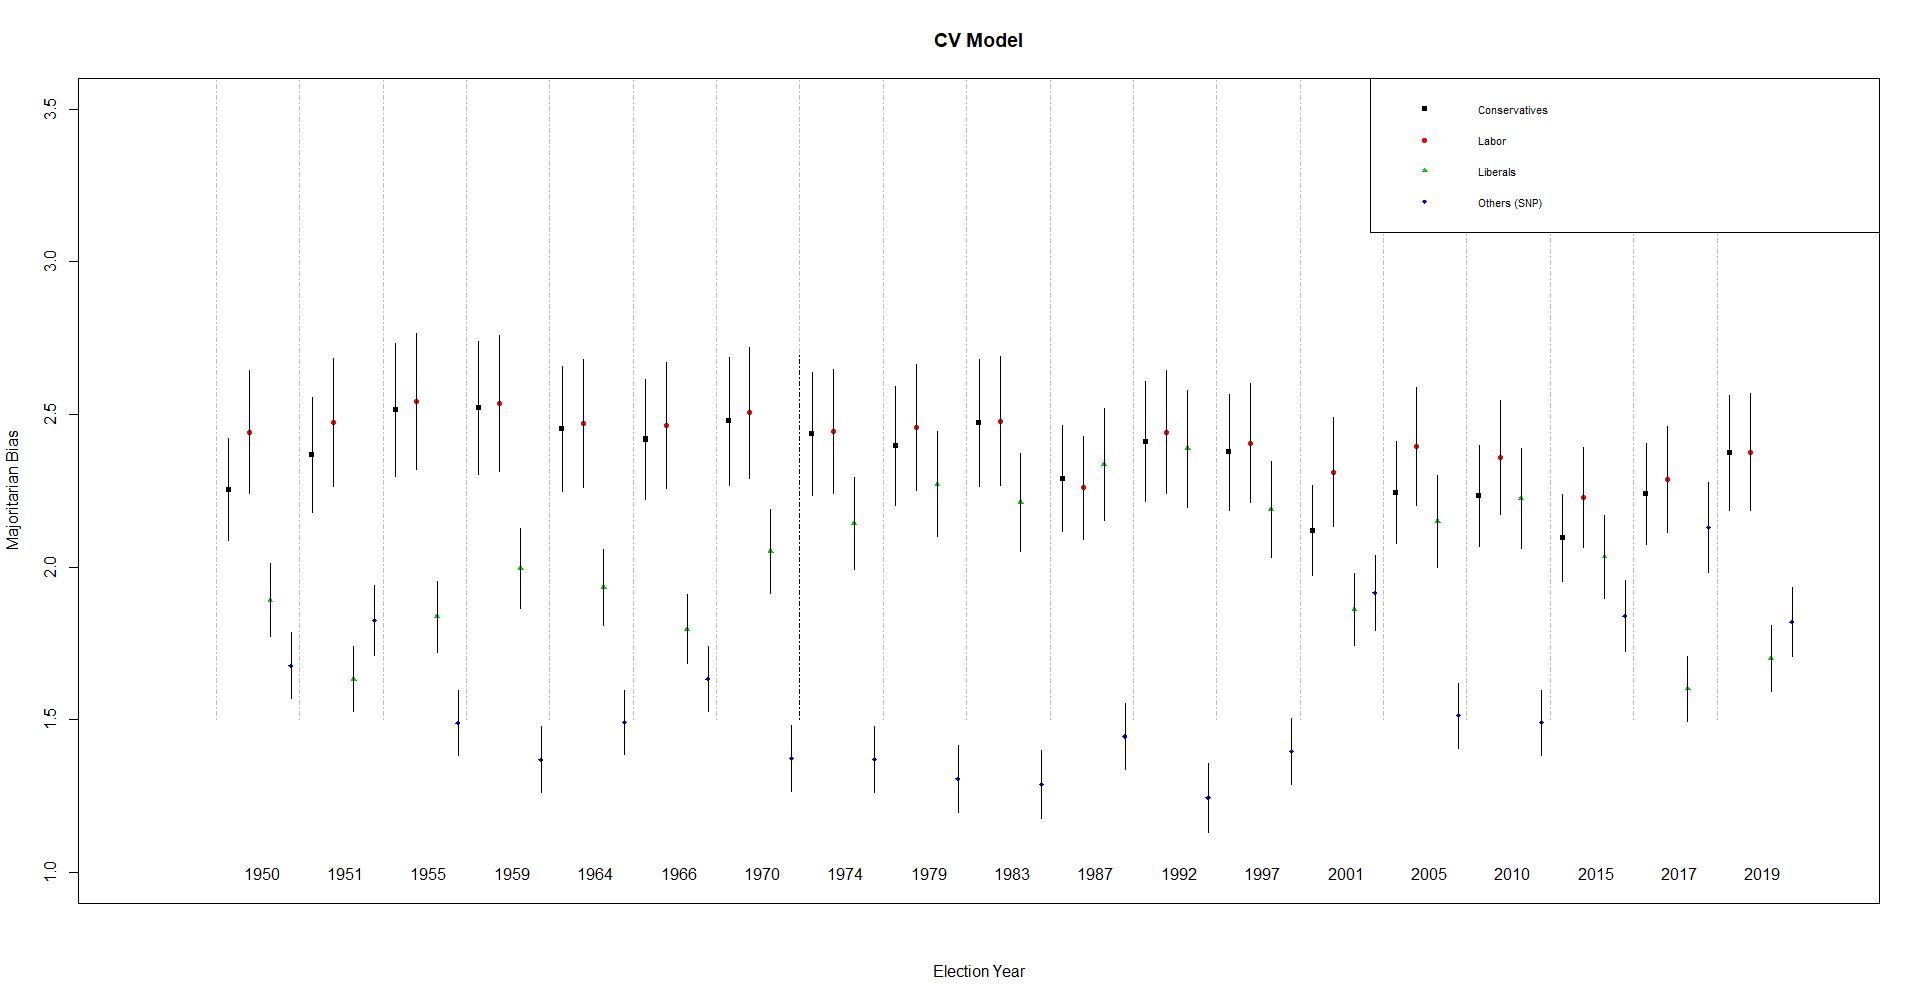 CV Model
3.5
3.0
2.5
2.0
1.5
1.0
Majoritarian Bias
Conservatives
Labor
Liberals
Others (SNP)
1950 1951 1955 1959 1964 1966 1970 1974 1979 1983 1987 1992 1997 2001 2005 2010 2015 2017 2019
Election Year